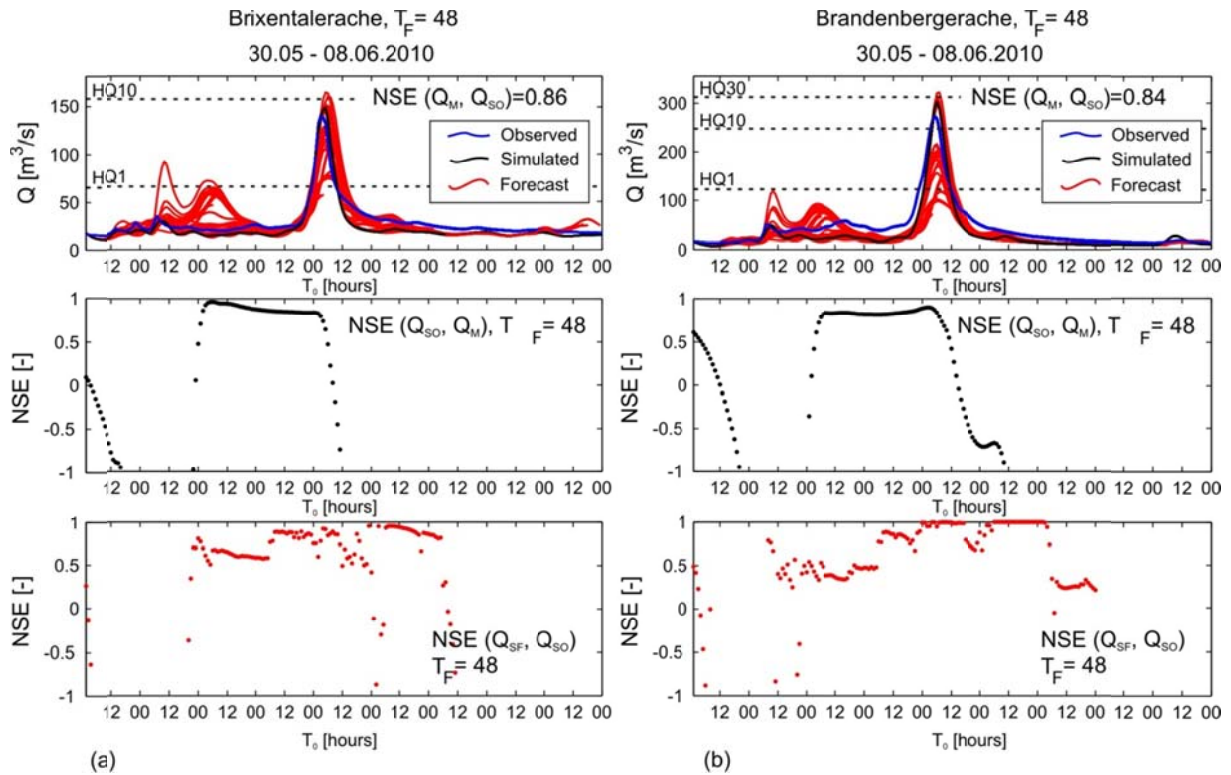 Brixentalerache, T_F = 48
30.05 - 08.06.2010
HQ10
NSE (Q_M, Q_SO)=0.86
Observed
Simulated
Forecast
HQ1
Q [m³/s]
150
100
50
0
12 00 12 00 12 00 12 00 12 00 12 00 12 00 12 00 12 00
T₀ [hours]
NSE (Q_SO, Q_M), T_F = 48
NSE [-]
1
0.5
0
-0.5
-1
12 00 12 00 12 00 12 00 12 00 12 00 12 00 12 00 12 00
T₀ [hours]
NSE (Q_SF, Q_SO)
T_F = 48
NSE [-]
1
0.5
0
-0.5
-1
12 00 12 00 12 00 12 00 12 00 12 00 12 00 12 00 12 00
T₀ [hours]
(a)
Brandenbergerache, T_F = 48
30.05 - 08.06.2010
HQ30
NSE (Q_M, Q_SO)=0.84
HQ10
Observed
Simulated
Forecast
HQ1
Q [m³/s]
300
200
100
0
12 00 12 00 12 00 12 00 12 00 12 00 12 00 12 00 12 00
T₀ [hours]
NSE (Q_SO, Q_M), T_F = 48
NSE [-]
1
0.5
0
-0.5
-1
12 00 12 00 12 00 12 00 12 00 12 00 12 00 12 00 12 00
T₀ [hours]
NSE (Q_SF, Q_SO)
T_F = 48
NSE [-]
1
0.5
0
-0.5
-1
12 00 12 00 12 00 12 00 12 00 12 00 12 00 12 00 12 00
T₀ [hours]
(b)